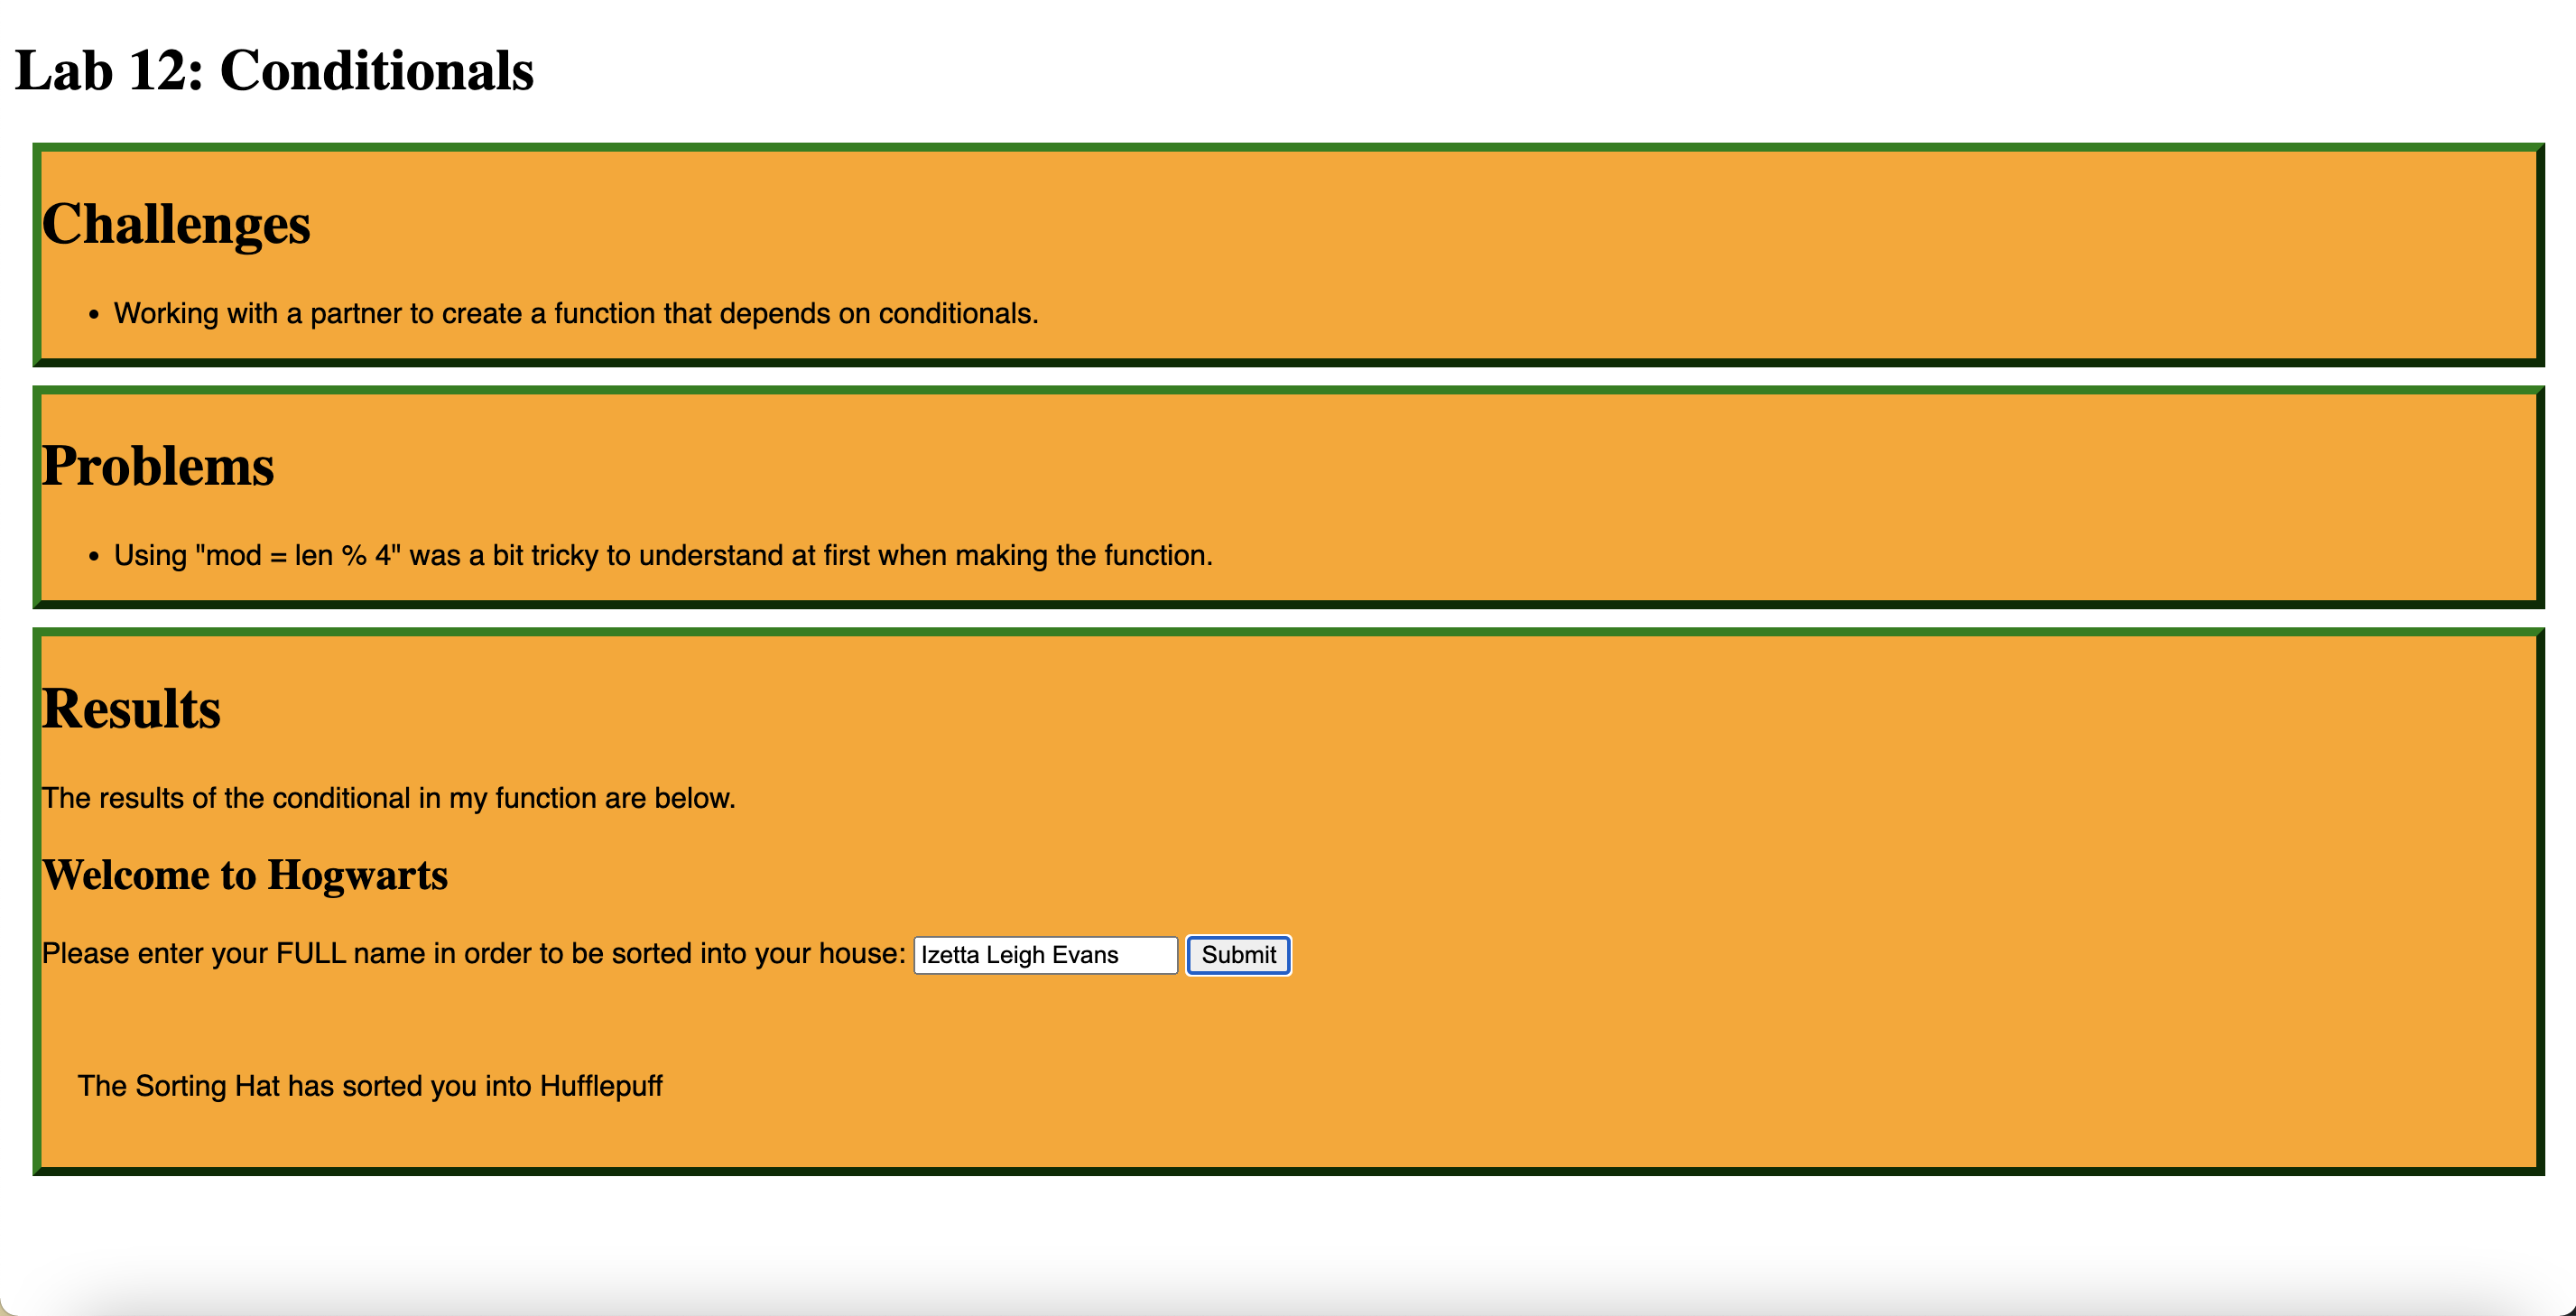 Lab 12: Conditionals
Challenges
• Working with a partner to create a function that depends on conditionals.
Problems
• Using "mod = len % 4" was a bit tricky to understand at first when making the function.
Results
The results of the conditional in my function are below.
Welcome to Hogwarts
Please enter your FULL name in order to be sorted into your house: Izetta Leigh Evans Submit
The Sorting Hat has sorted you into Hufflepuff